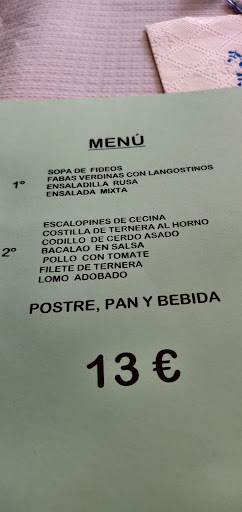 MENÚ
SOPA DE FIDEOS
1º FABAS VERDINAS CON LANGOSTINOS
ENSALADILLA RUSA
ENSALADA MIXTA
ESCALOPINES DE CECINA
COSTILLA DE TERNERA AL HORNO
CODILLO DE CERDO ASADO
2º BACALAO EN SALSA
POLLO CON TOMATE
FILETE DE TERNERA
LOMO ADOBADO
POSTRE, PAN Y BEBIDA
13 €